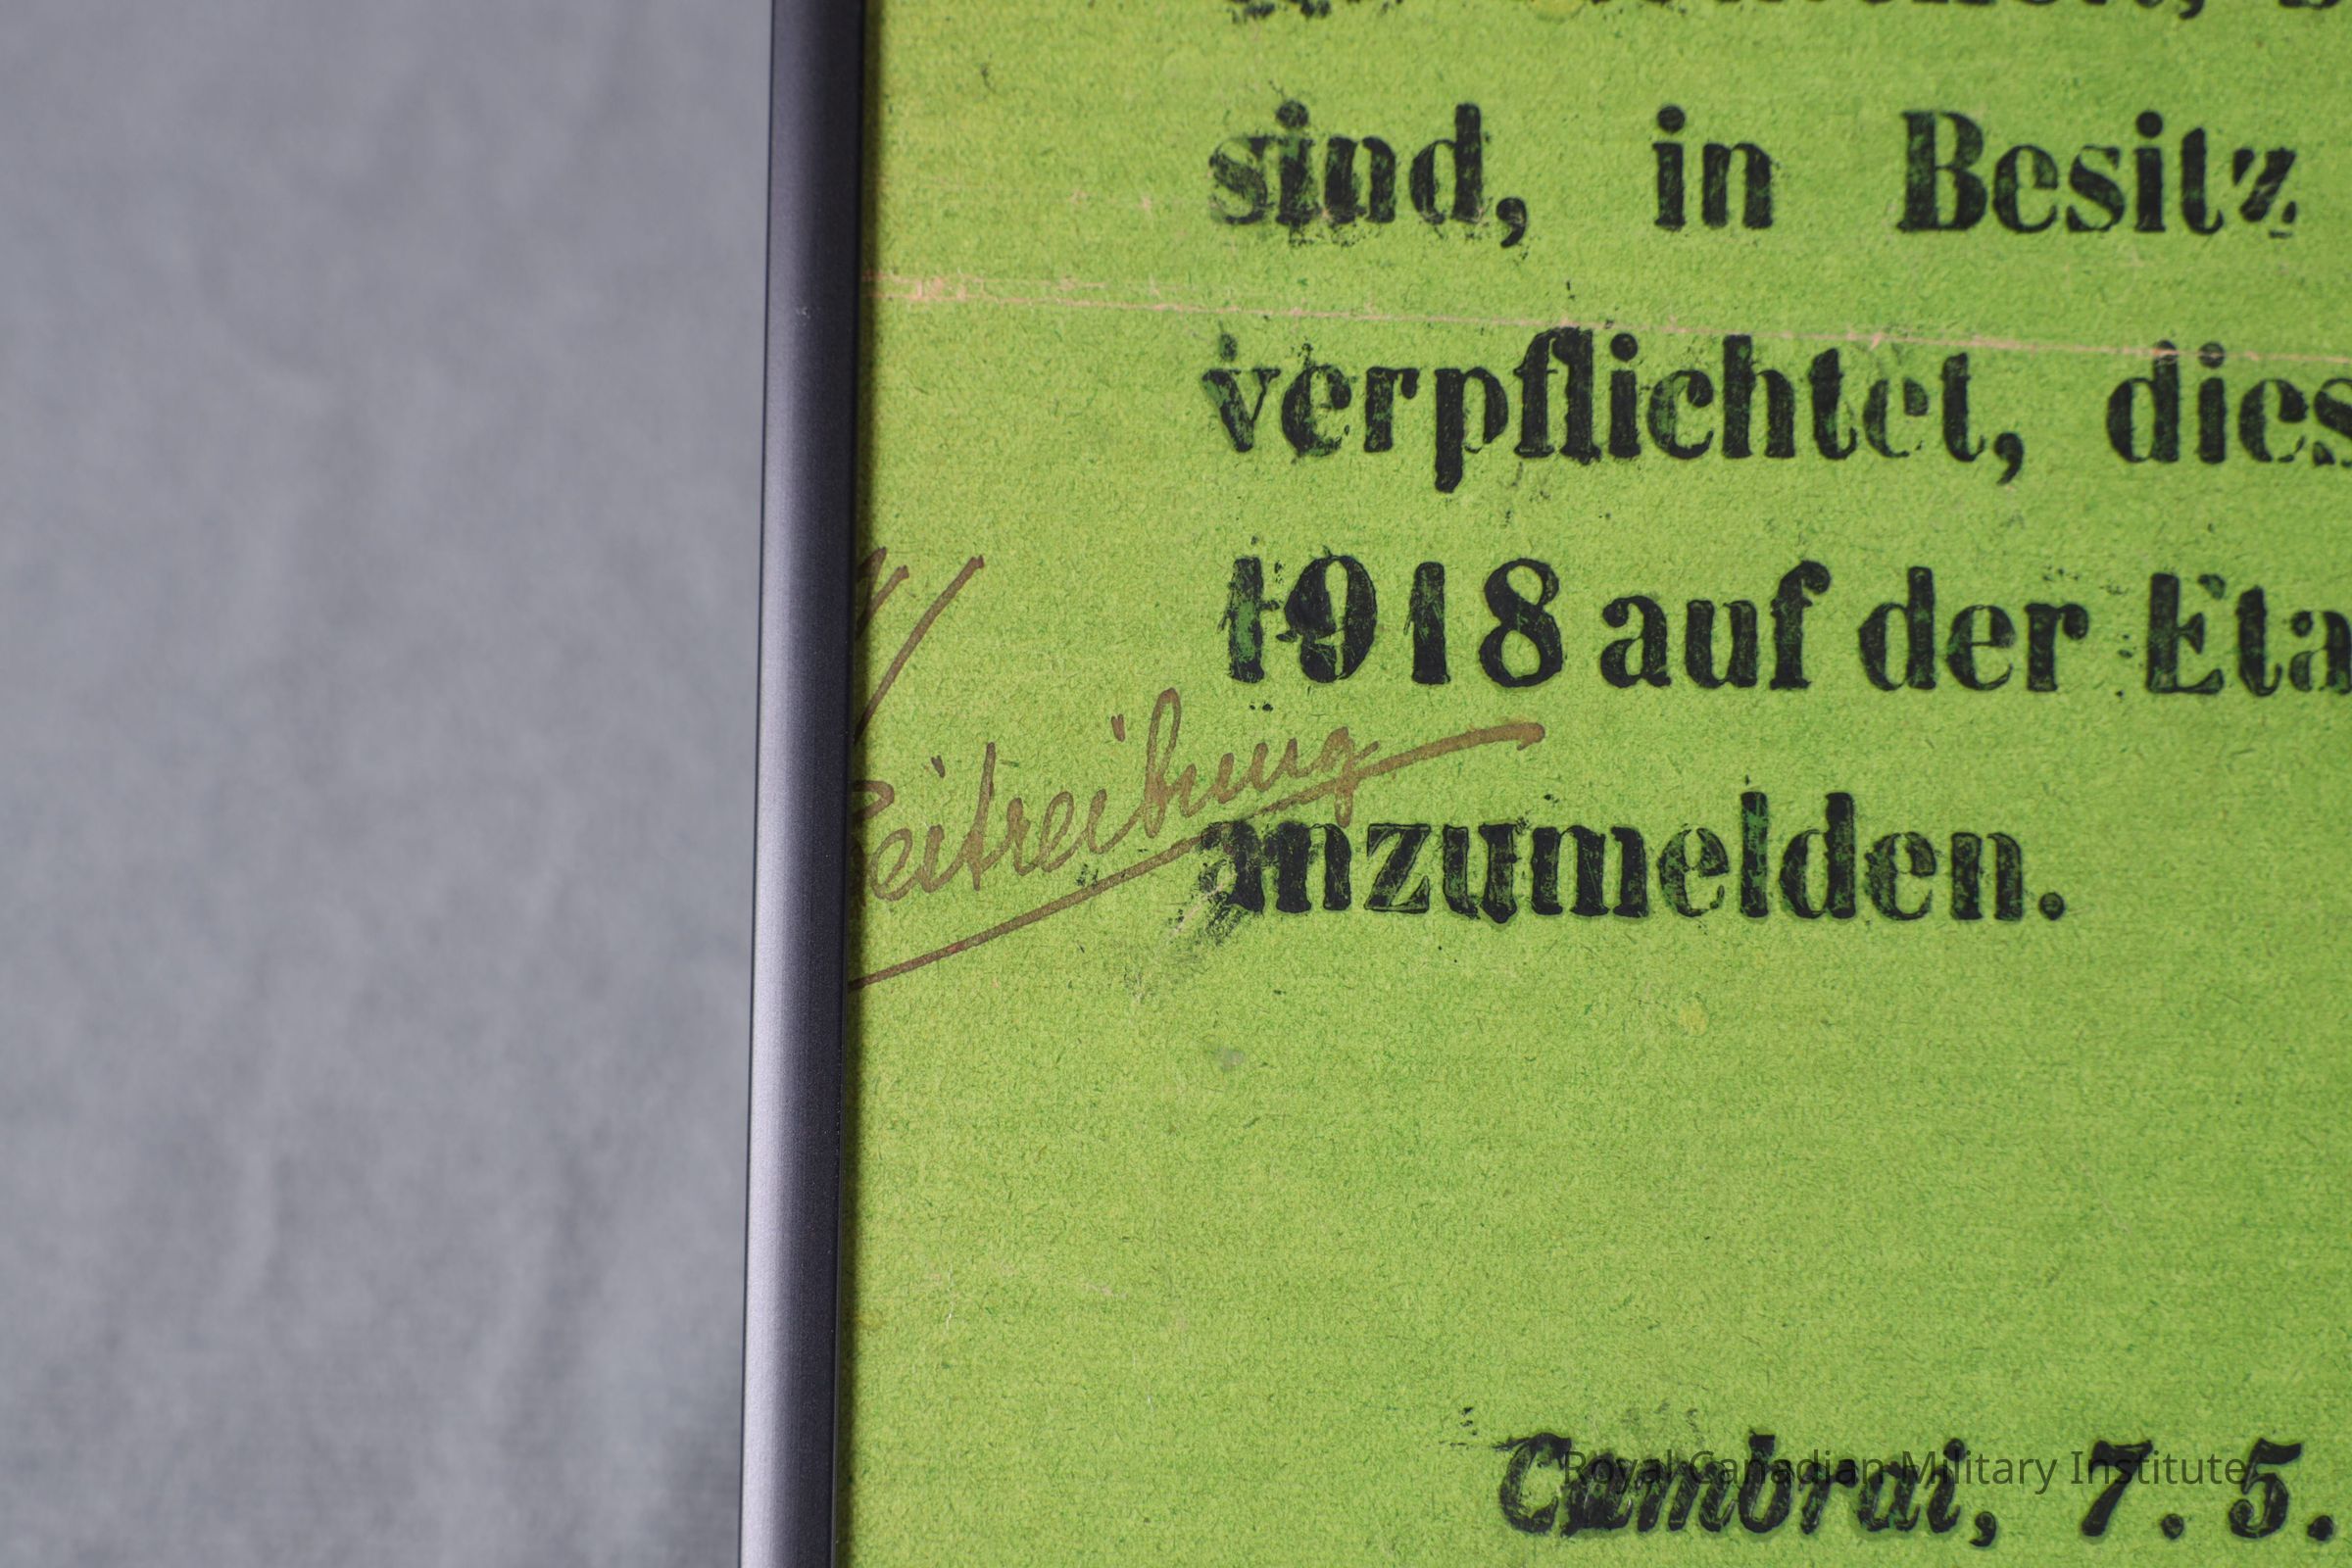 sind, in Besitz
verpflichtet, dies
1918 auf der Eta
Beitreibung
anzumelden.
Cambrai, 7. 5.
Royal Canadian Military Institute